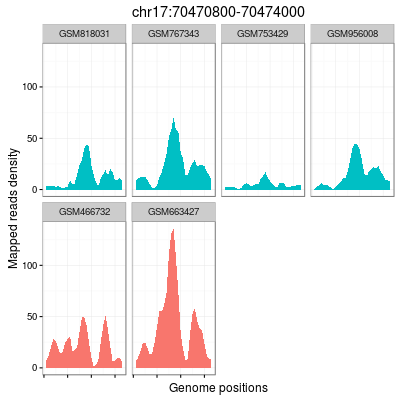 chr17:70470800-70474000
GSM818031 GSM767343 GSM753429 GSM956008
100
50
0
GSM466732 GSM663427
100
50
0
Mapped reads density
Genome positions